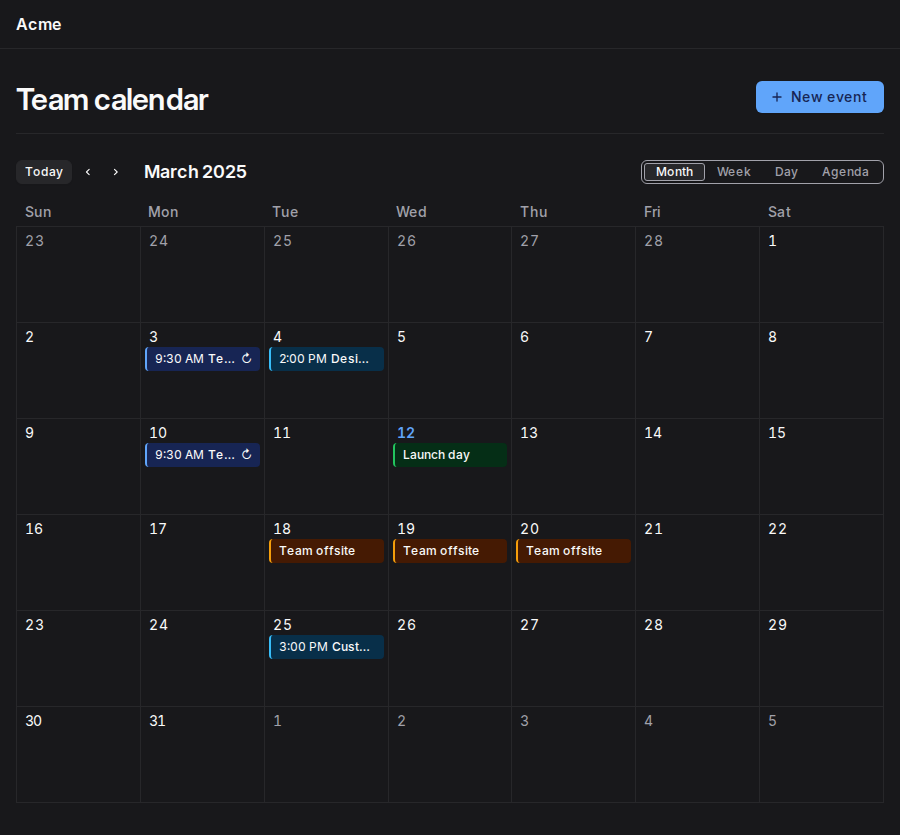 Acme
Team calendar
+ New event
Today
March 2025
Month Week Day Agenda
Sun Mon Tue Wed Thu Fri Sat
23 24 25 26 27 28 1
2 3 4 5 6 7 8
9:30 AM Te... 2:00 PM Desi...
9 10 11 12 13 14 15
9:30 AM Te... Launch day
16 17 18 19 20 21 22
Team offsite Team offsite Team offsite
23 24 25 26 27 28 29
3:00 PM Cust...
30 31 1 2 3 4 5